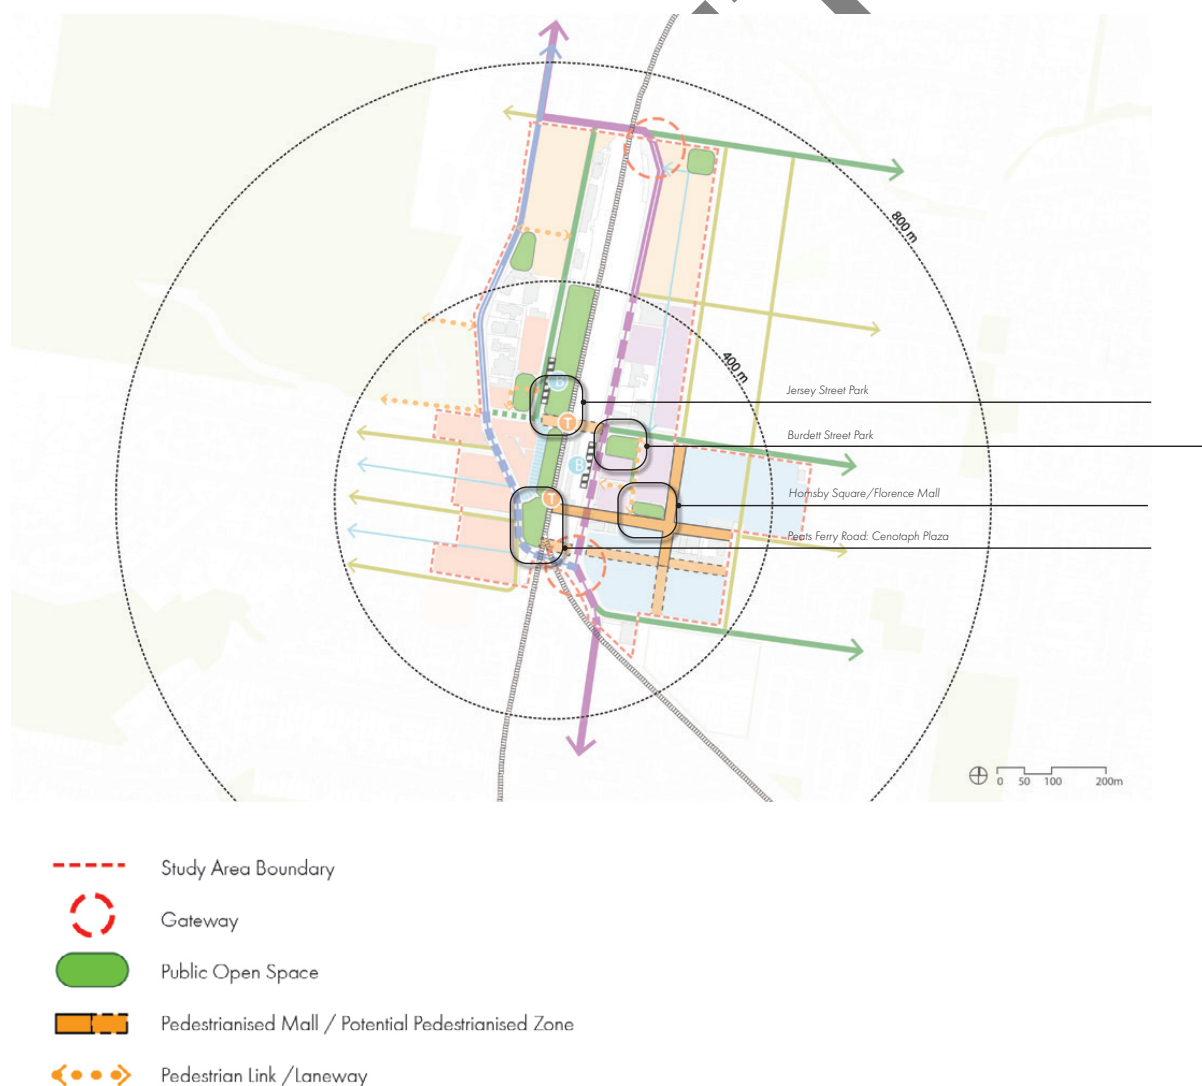 800 m
400 m
Jersey Street Park
Burdett Street Park
Hornsby Square/Florence Mall
Peats Ferry Road: Cenotaph Plaza
B
T
B
T
0 50 100 200m
Study Area Boundary
Gateway
Public Open Space
Pedestrianised Mall / Potential Pedestrianised Zone
Pedestrian Link /Laneway